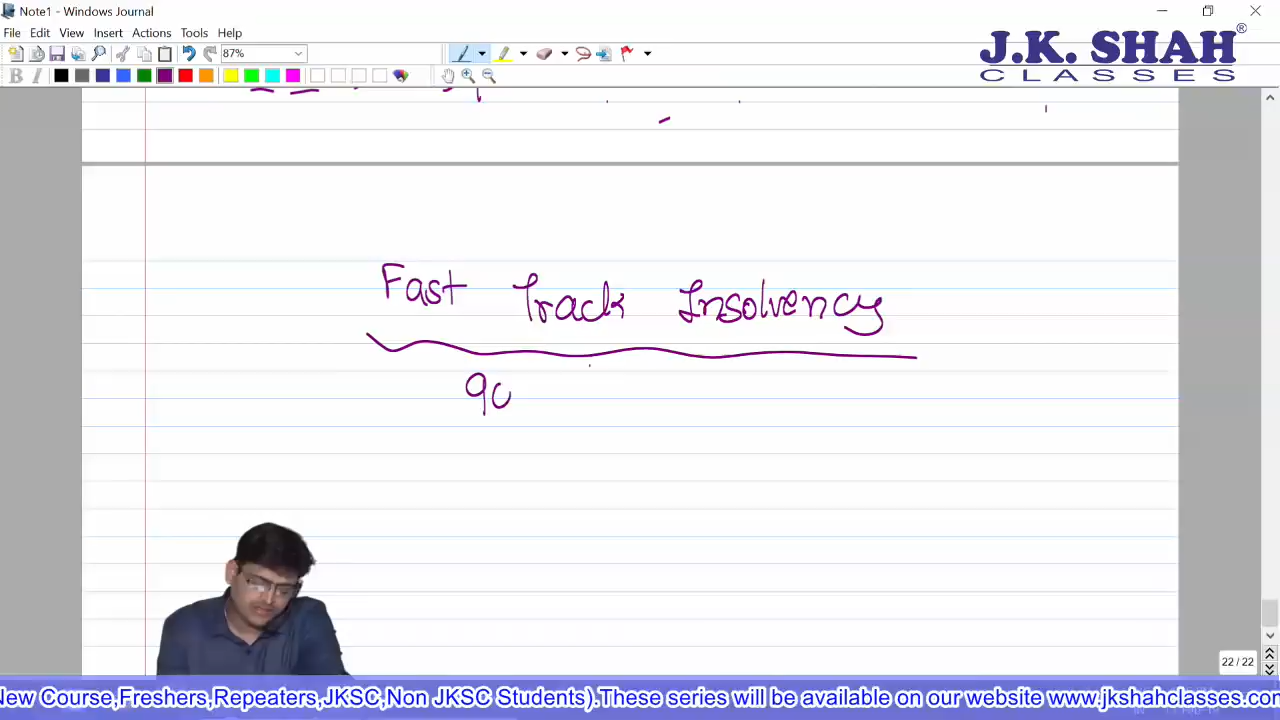 Note1 - Windows Journal
File Edit View Insert Actions Tools Help
87%
B I
J.K. SHAH ®
CLASSES
Fast Track Insolvency
90
22 / 22
New Course,Freshers,Repeaters,JKSC,Non JKSC Students).These series will be available on our website www.jkshahclasses.com